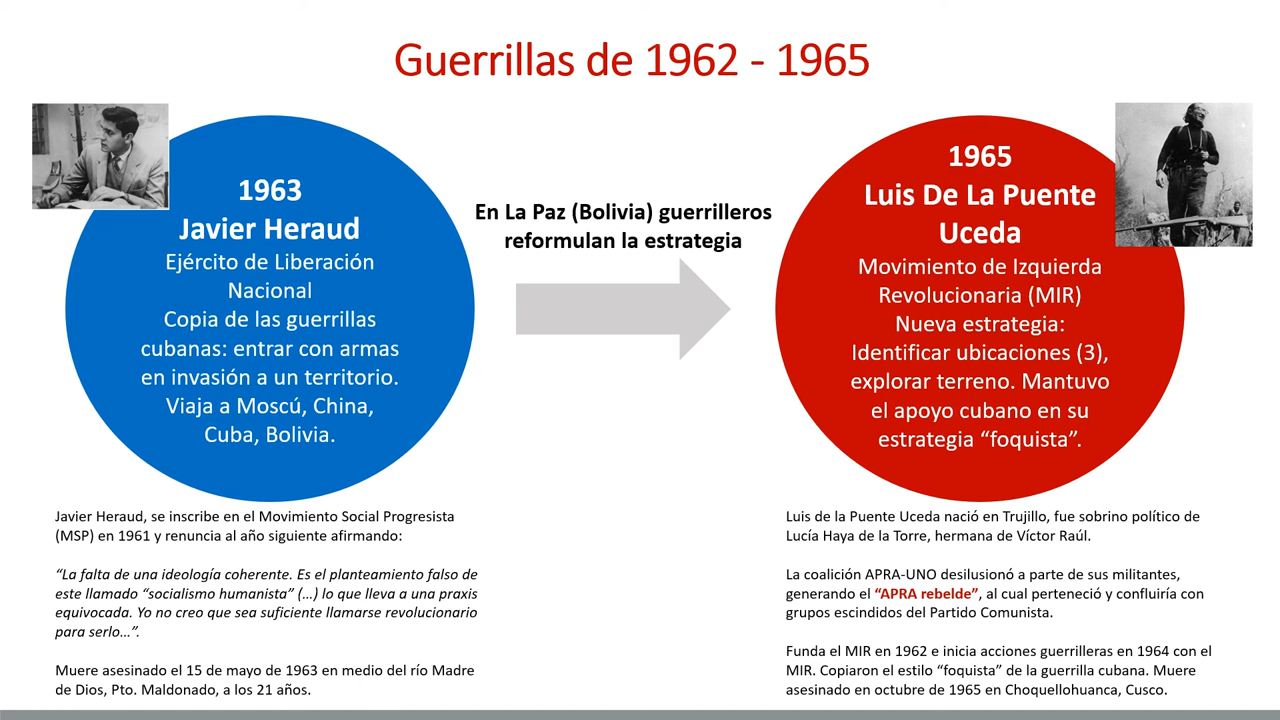 Guerrillas de 1962 - 1965
1963
Javier Heraud
Ejército de Liberación
Nacional
Copia de las guerrillas
cubanas: entrar con armas
en invasión a un territorio.
Viaja a Moscú, China,
Cuba, Bolivia.
En La Paz (Bolivia) guerrilleros
reformulan la estrategia
1965
Luis De La Puente
Uceda
Movimiento de Izquierda
Revolucionaria (MIR)
Nueva estrategia:
Identificar ubicaciones (3),
explorar terreno. Mantuvo
el apoyo cubano en su
estrategia “foquista”.
Javier Heraud, se inscribe en el Movimiento Social Progresista
(MSP) en 1961 y renuncia al año siguiente afirmando:
“La falta de una ideología coherente. Es el planteamiento falso de
este llamado “socialismo humanista” (…) lo que lleva a una praxis
equivocada. Yo no creo que sea suficiente llamarse revolucionario
para serlo…”.
Muere asesinado el 15 de mayo de 1963 en medio del río Madre
de Dios, Pto. Maldonado, a los 21 años.
Luis de la Puente Uceda nació en Trujillo, fue sobrino político de
Lucía Haya de la Torre, hermana de Víctor Raúl.
La coalición APRA-UNO desilusionó a parte de sus militantes,
generando el “APRA rebelde”, al cual perteneció y confluiría con
grupos escindidos del Partido Comunista.
Funda el MIR en 1962 e inicia acciones guerrilleras en 1964 con el
MIR. Copiaron el estilo “foquista” de la guerrilla cubana. Muere
asesinado en octubre de 1965 en Choquellohuanca, Cusco.